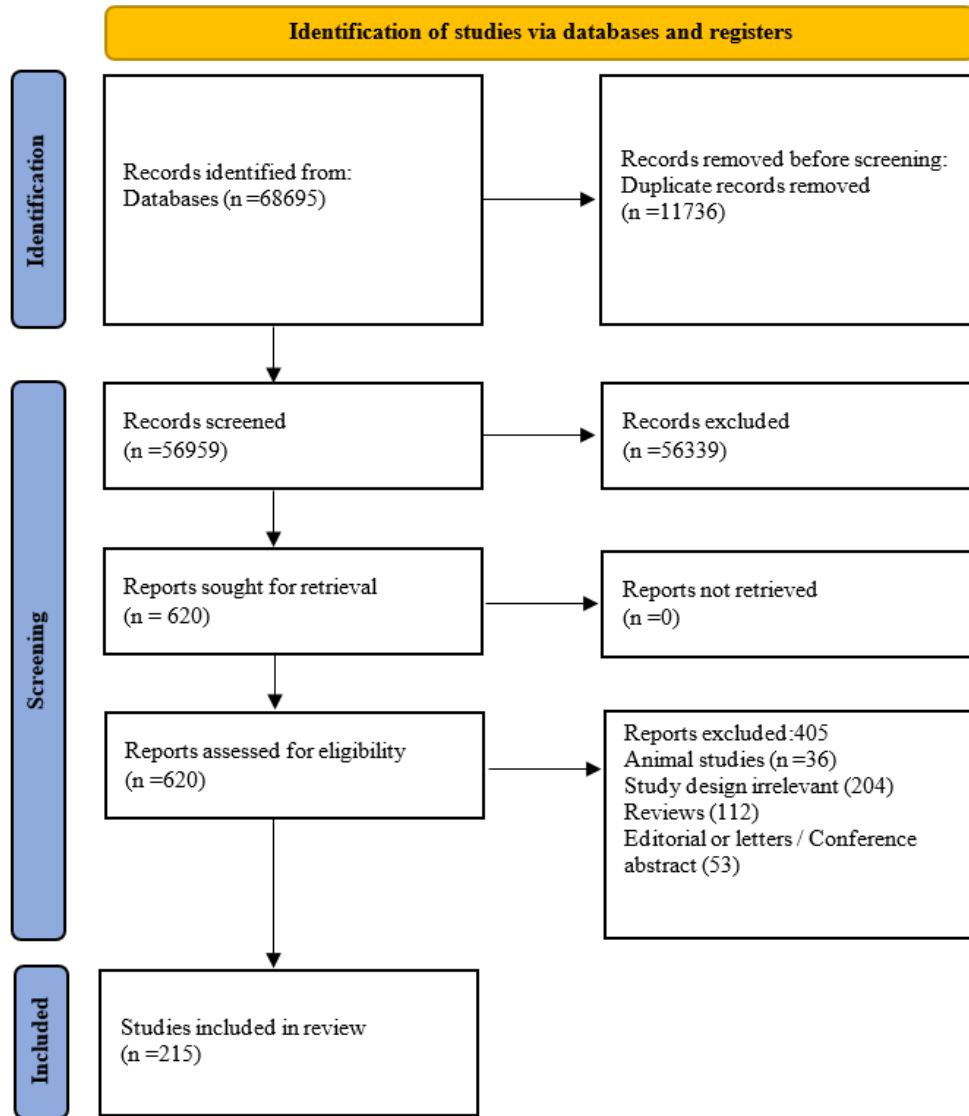 Identification of studies via databases and registers
Identification
Records identified from:
Databases (n =68695)
Records removed before screening:
Duplicate records removed
(n =11736)
Screening
Records screened
(n =56959)
Records excluded
(n =56339)
Reports sought for retrieval
(n = 620)
Reports not retrieved
(n =0)
Reports assessed for eligibility
(n =620)
Reports excluded:405
Animal studies (n =36)
Study design irrelevant (204)
Reviews (112)
Editorial or letters / Conference
abstract (53)
Included
Studies included in review
(n =215)